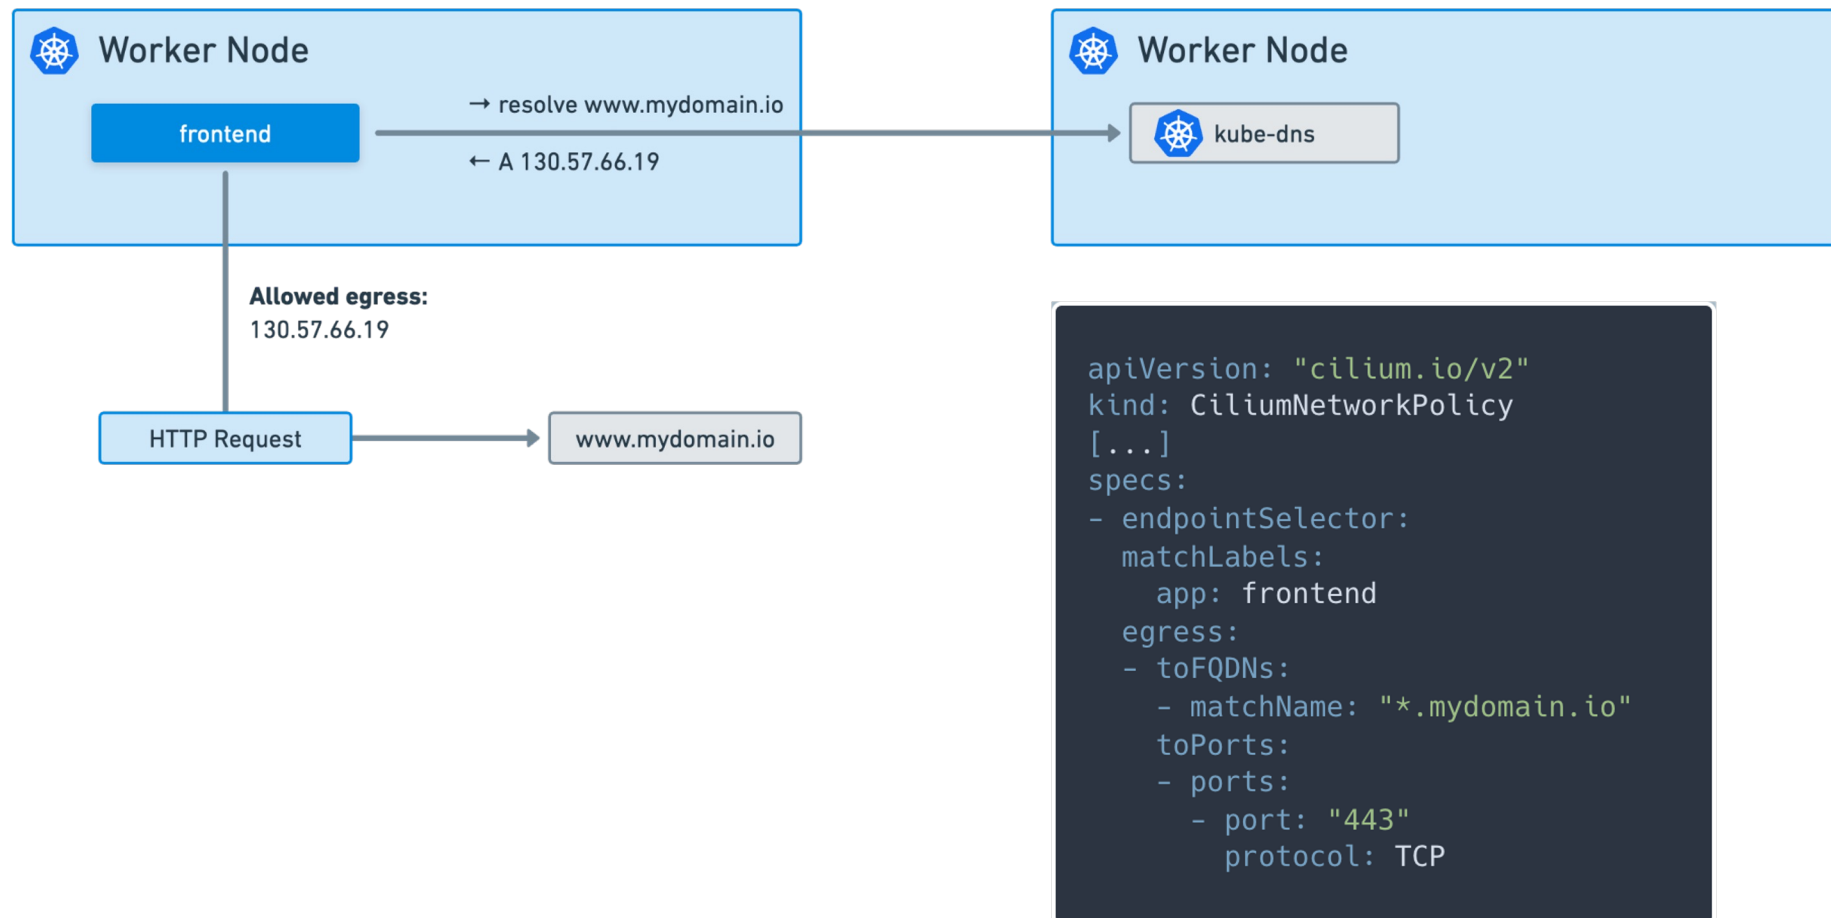 Worker Node
frontend
→ resolve www.mydomain.io
← A 130.57.66.19
Worker Node
kube-dns
Allowed egress:
130.57.66.19
HTTP Request
www.mydomain.io
apiVersion: "cilium.io/v2"
kind: CiliumNetworkPolicy
[...]
specs:
- endpointSelector:
  matchLabels:
    app: frontend
  egress:
  - toFQDNs:
    - matchName: "*.mydomain.io"
    toPorts:
    - ports:
      - port: "443"
        protocol: TCP